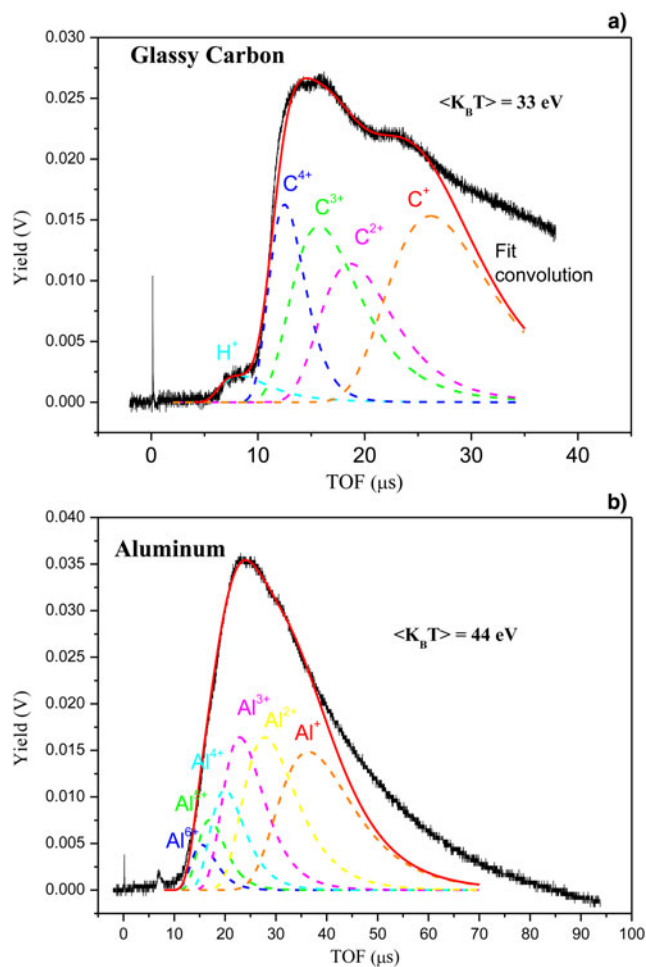 a)
Glassy Carbon
<K_BT> = 33 eV
C⁴⁺
C³⁺
C²⁺
C⁺
H⁺
Fit
convolution
Yield (V)
0.030
0.025
0.020
0.015
0.010
0.005
0.000
0 10 20 30 40
TOF (μs)
b)
Aluminum
<K_BT> = 44 eV
Al³⁺
Al²⁺
Al⁺
Al⁴⁺
Al⁶⁺
Yield (V)
0.040
0.035
0.030
0.025
0.020
0.015
0.010
0.005
0.000
0 10 20 30 40 50 60 70 80 90 100
TOF (μs)